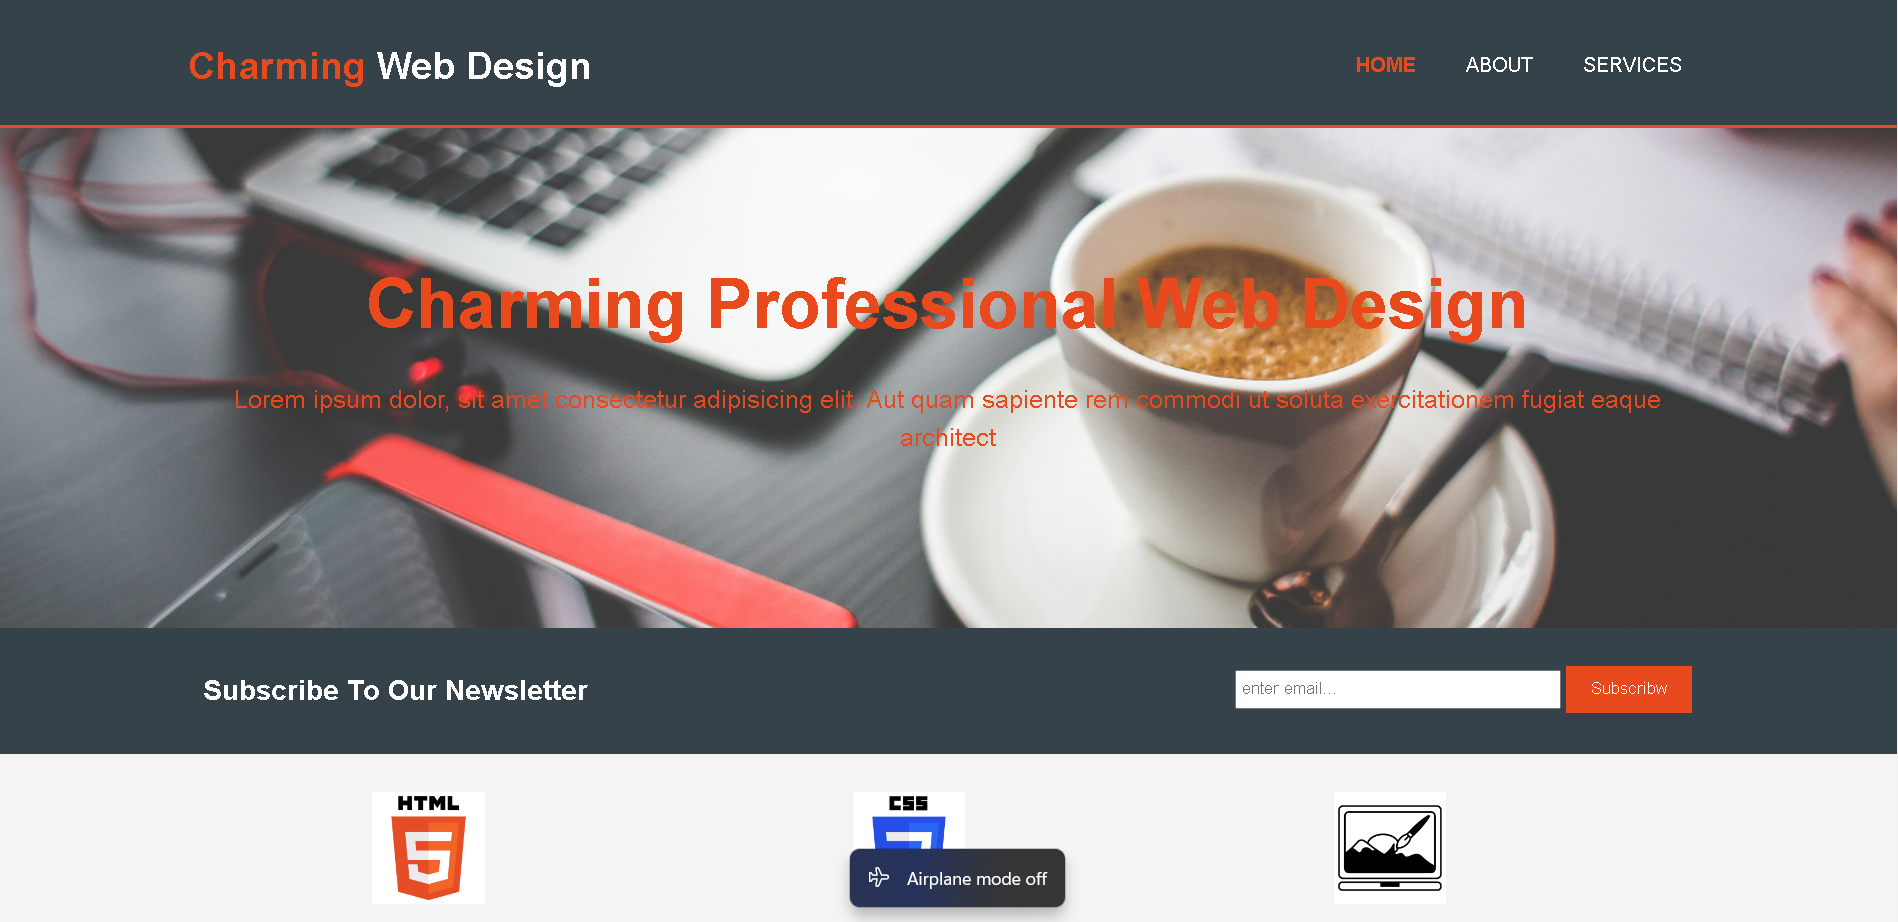 Charming Web Design
HOME ABOUT SERVICES
Charming Professional Web Design
Lorem ipsum dolor, sit amet consectetur adipisicing elit. Aut quam sapiente rem commodi ut soluta exercitationem fugiat eaque
architect
Subscribe To Our Newsletter
enter email...
Subscribw
HTML
5
CSS
Airplane mode off